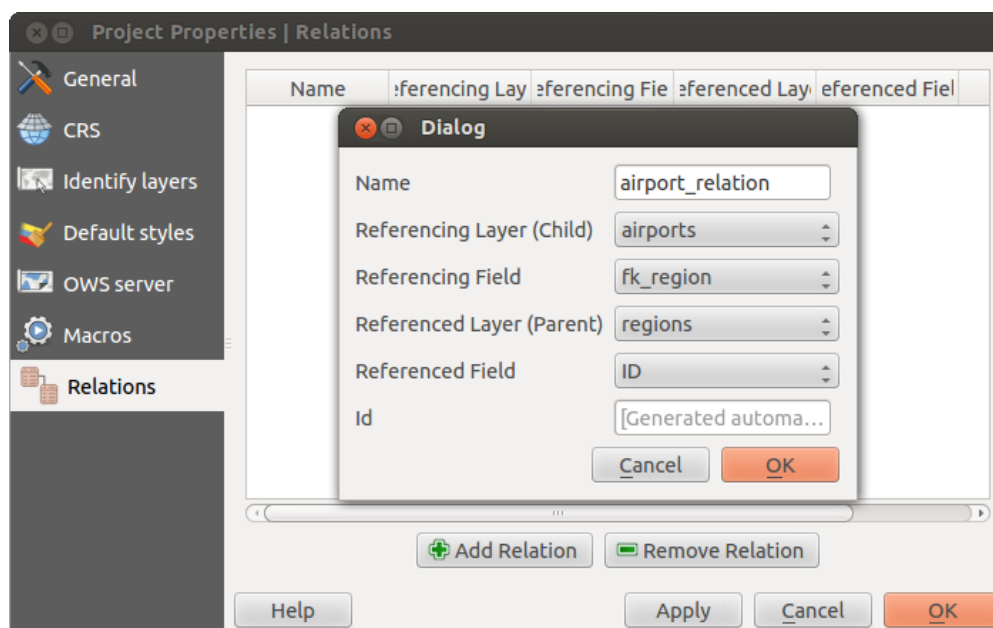 Project Properties | Relations
General
CRS
Identify layers
Default styles
OWS server
Macros
Relations
Name eferencing Lay eferencing Fie eferenced Lay eferenced Fiel
Dialog
Name airport_relation
Referencing Layer (Child) airports
Referencing Field fk_region
Referenced Layer (Parent) regions
Referenced Field ID
Id [Generated automa...
Cancel OK
Add Relation Remove Relation
Help Apply Cancel OK